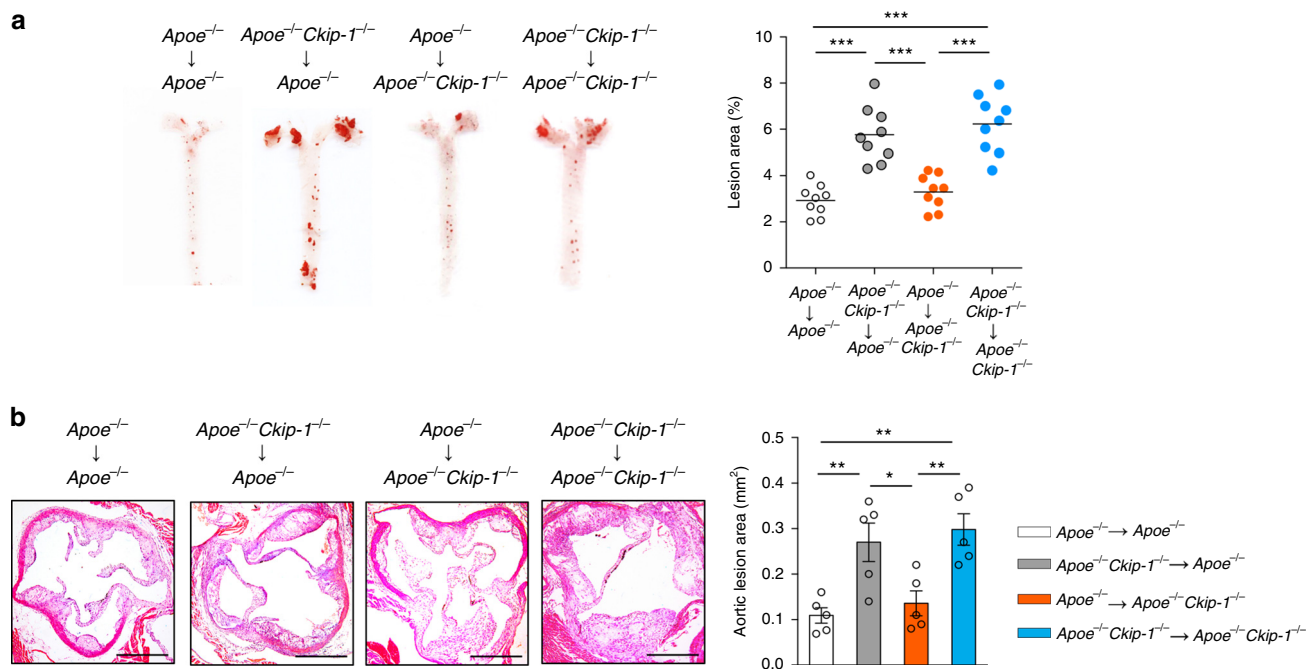 a
Apoe⁻/⁻ Apoe⁻/⁻Ckip-1⁻/⁻ Apoe⁻/⁻ Apoe⁻/⁻Ckip-1⁻/⁻
↓ ↓ ↓ ↓
Apoe⁻/⁻ Apoe⁻/⁻ Apoe⁻/⁻Ckip-1⁻/⁻ Apoe⁻/⁻Ckip-1⁻/⁻
***
*** *** ***
Lesion area (%)
10
8
6
4
2
0
Apoe⁻/⁻
↓
Apoe⁻/⁻
Apoe⁻/⁻
Ckip-1⁻/⁻
↓
Apoe⁻/⁻
Apoe⁻/⁻
↓
Apoe⁻/⁻
Ckip-1⁻/⁻
Apoe⁻/⁻
Ckip-1⁻/⁻
↓
Apoe⁻/⁻
Ckip-1⁻/⁻
b
Apoe⁻/⁻ Apoe⁻/⁻Ckip-1⁻/⁻ Apoe⁻/⁻ Apoe⁻/⁻Ckip-1⁻/⁻
↓ ↓ ↓ ↓
Apoe⁻/⁻ Apoe⁻/⁻ Apoe⁻/⁻Ckip-1⁻/⁻ Apoe⁻/⁻Ckip-1⁻/⁻
**
** * **
Aortic lesion area (mm²)
0.5
0.4
0.3
0.2
0.1
0.0
Apoe⁻/⁻ → Apoe⁻/⁻
Apoe⁻/⁻Ckip-1⁻/⁻ → Apoe⁻/⁻
Apoe⁻/⁻ → Apoe⁻/⁻Ckip-1⁻/⁻
Apoe⁻/⁻Ckip-1⁻/⁻ → Apoe⁻/⁻Ckip-1⁻/⁻